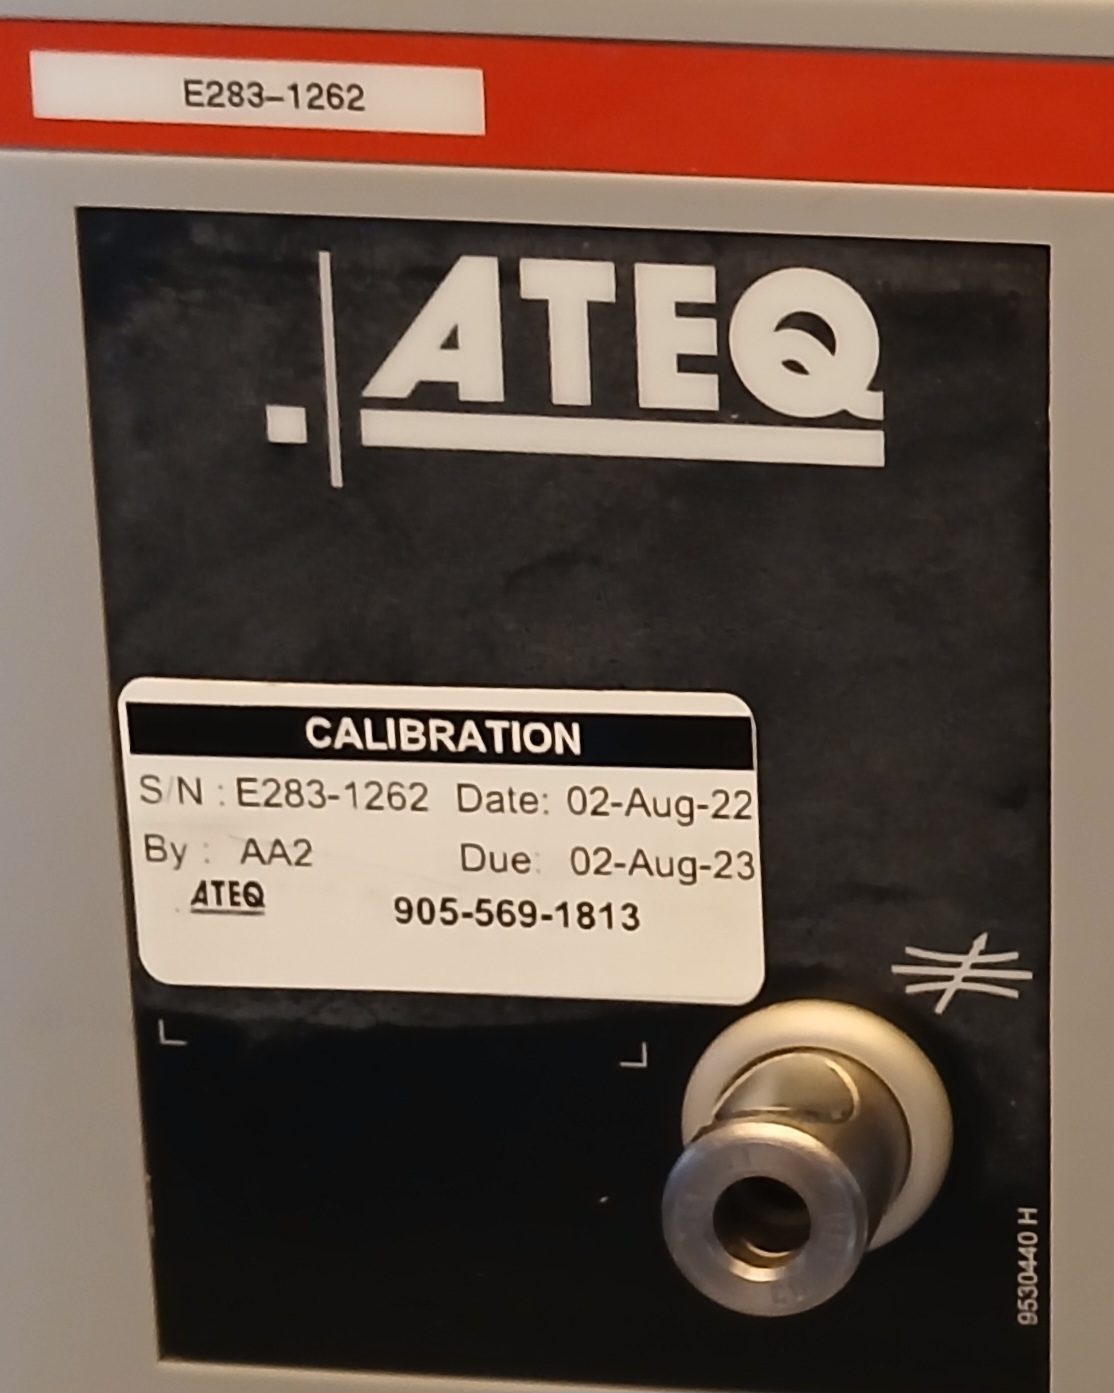 E283-1262
ATEQ
CALIBRATION
S/N : E283-1262 Date: 02-Aug-22
By : AA2 Due: 02-Aug-23
ATEQ 905-569-1813
9530440 H